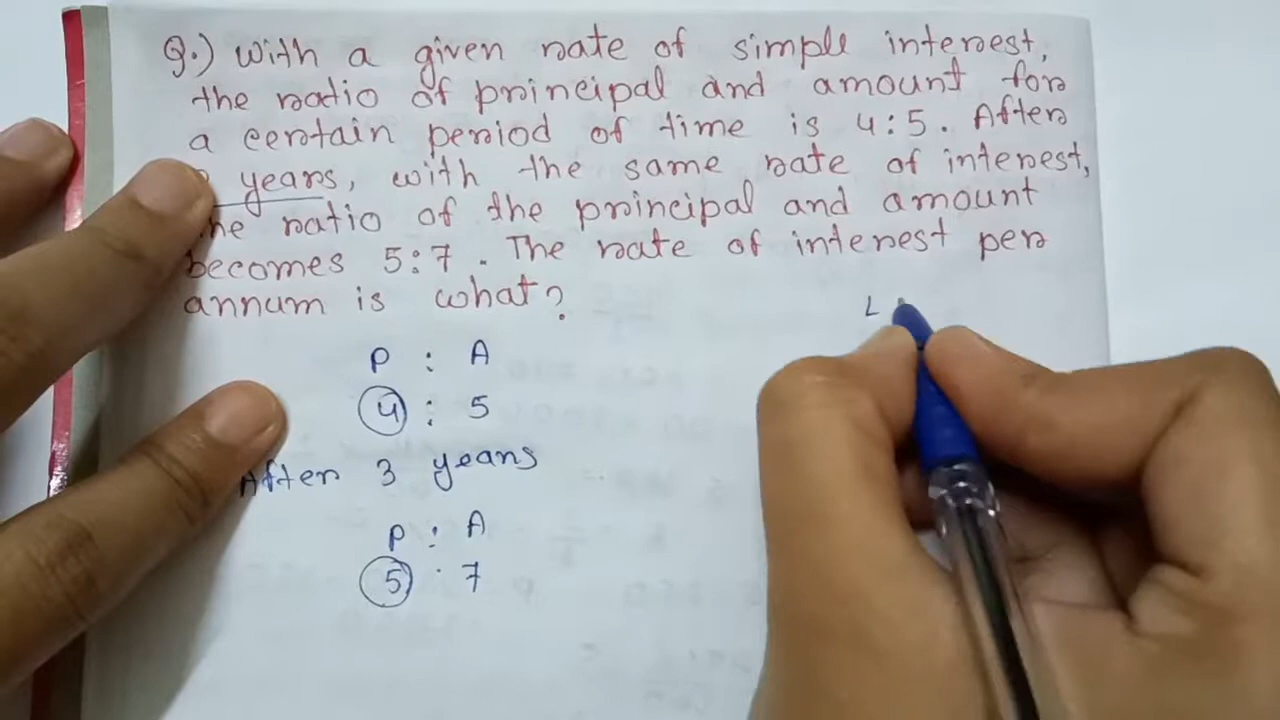 Q.) With a given rate of simple interest,
the ratio of principal and amount for
a certain period of time is 4:5. After
years, with the same rate of interest,
the ratio of the principal and amount
becomes 5:7. The rate of interest per
annum is what?
P : A
4 : 5
After 3 years
P : A
5 : 7
L